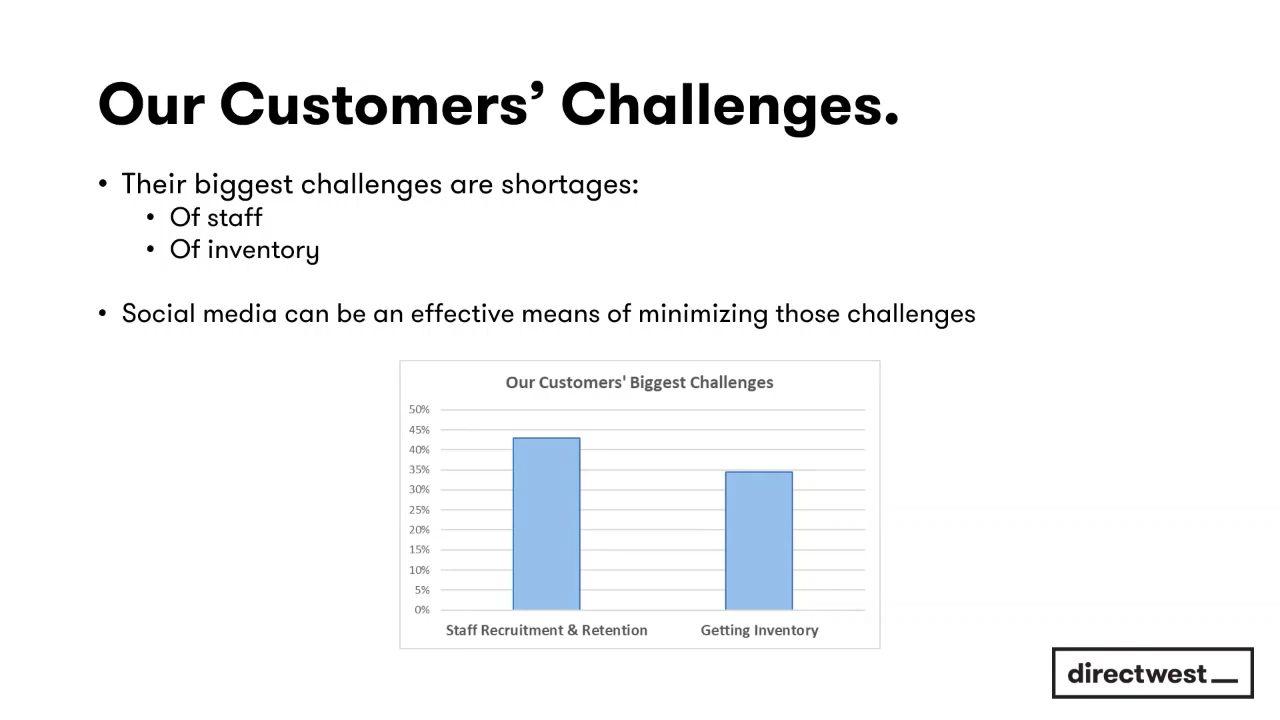 Our Customers’ Challenges.
• Their biggest challenges are shortages:
• Of staff
• Of inventory
• Social media can be an effective means of minimizing those challenges
Our Customers' Biggest Challenges
50%
45%
40%
35%
30%
25%
20%
15%
10%
5%
0%
Staff Recruitment & Retention Getting Inventory
directwest